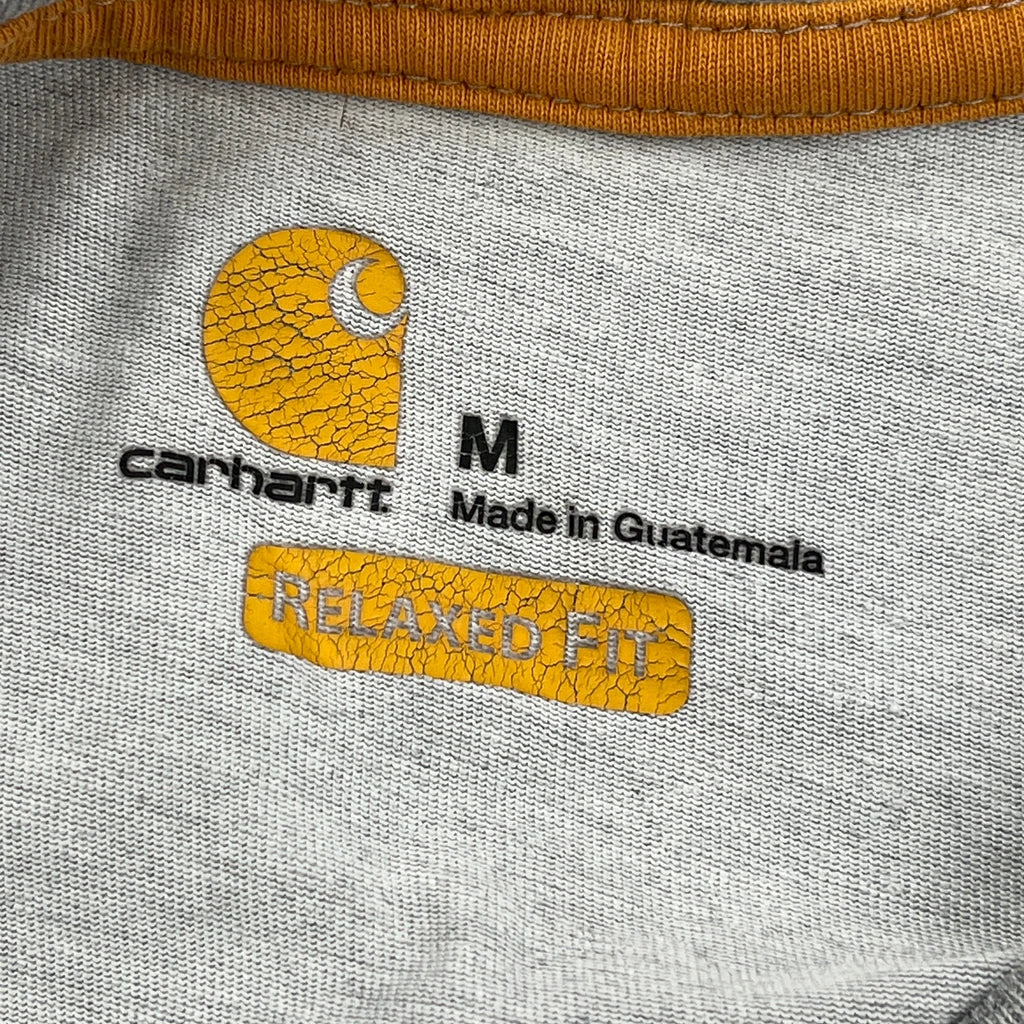 carhartt
M
Made in Guatemala
RELAXED FIT